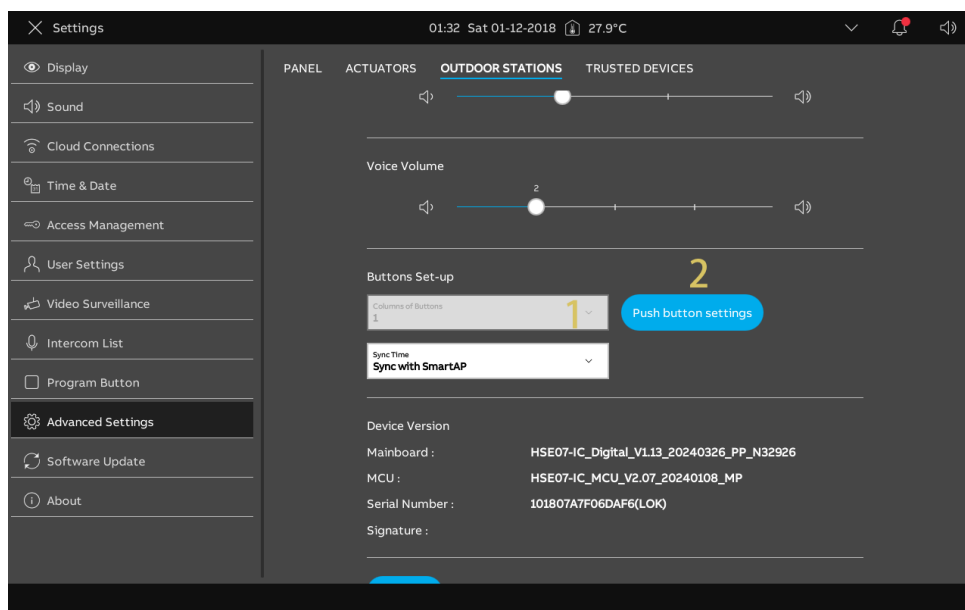 Settings
01:32 Sat 01-12-2018 27.9°C
Display
Sound
Cloud Connections
Time & Date
Access Management
User Settings
Video Surveillance
Intercom List
Program Button
Advanced Settings
Software Update
About
PANEL ACTUATORS OUTDOOR STATIONS TRUSTED DEVICES
Voice Volume
2
Buttons Set-up
2
Columns of Buttons
1
1
Push button settings
Sync Time
Sync with SmartAP
Device Version
Mainboard : HSE07-IC_Digital_V1.13_20240326_PP_N32926
MCU : HSE07-IC_MCU_V2.07_20240108_MP
Serial Number : 101807A7F06DAF6(LOK)
Signature :